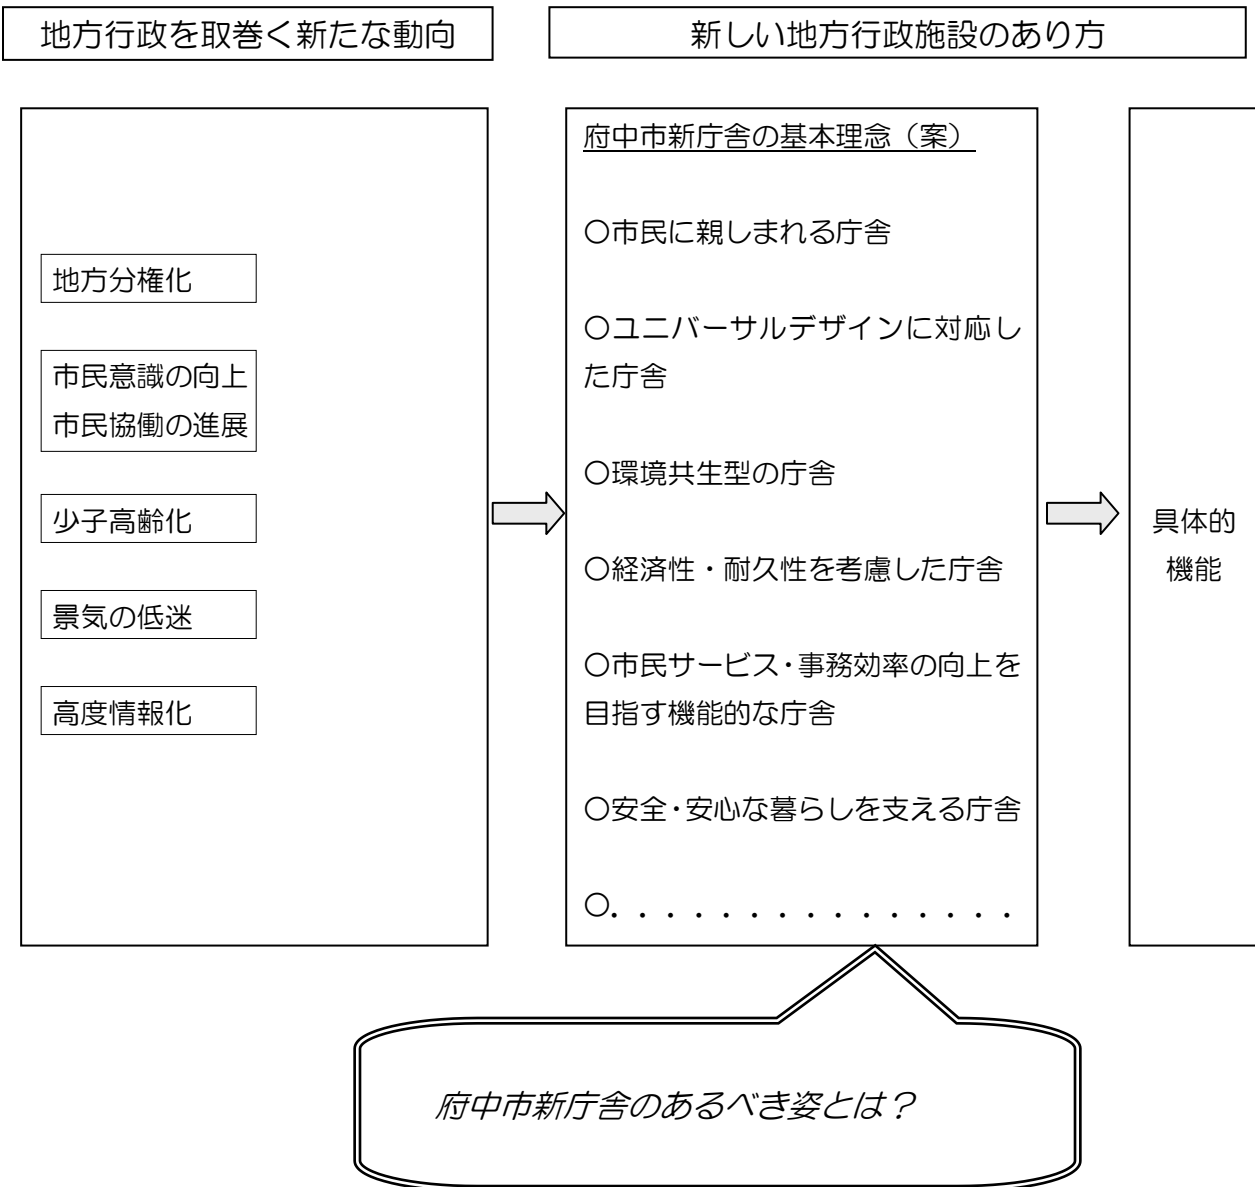 地方行政を取巻く新たな動向
新しい地方行政施設のあり方
地方分権化
市民意識の向上
市民協働の進展
少子高齢化
景気の低迷
高度情報化
府中市新庁舎の基本理念（案）
○市民に親しまれる庁舎
○ユニバーサルデザインに対応し
た庁舎
○環境共生型の庁舎
○経済性・耐久性を考慮した庁舎
○市民サービス・事務効率の向上を
目指す機能的な庁舎
○安全・安心な暮らしを支える庁舎
○．．．．．．．．．．．．．．．
具体的
機能
府中市新庁舎のあるべき姿とは？